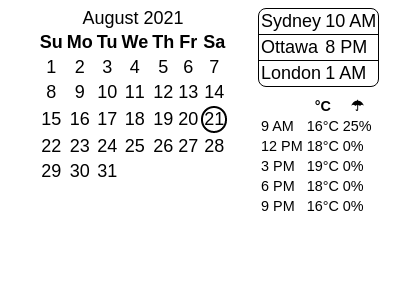 August 2021
Su Mo Tu We Th Fr Sa
1 2 3 4 5 6 7
8 9 10 11 12 13 14
15 16 17 18 19 20 21
22 23 24 25 26 27 28
29 30 31
Sydney 10 AM
Ottawa 8 PM
London 1 AM
°C ☂
9 AM 16°C 25%
12 PM 18°C 0%
3 PM 19°C 0%
6 PM 18°C 0%
9 PM 16°C 0%